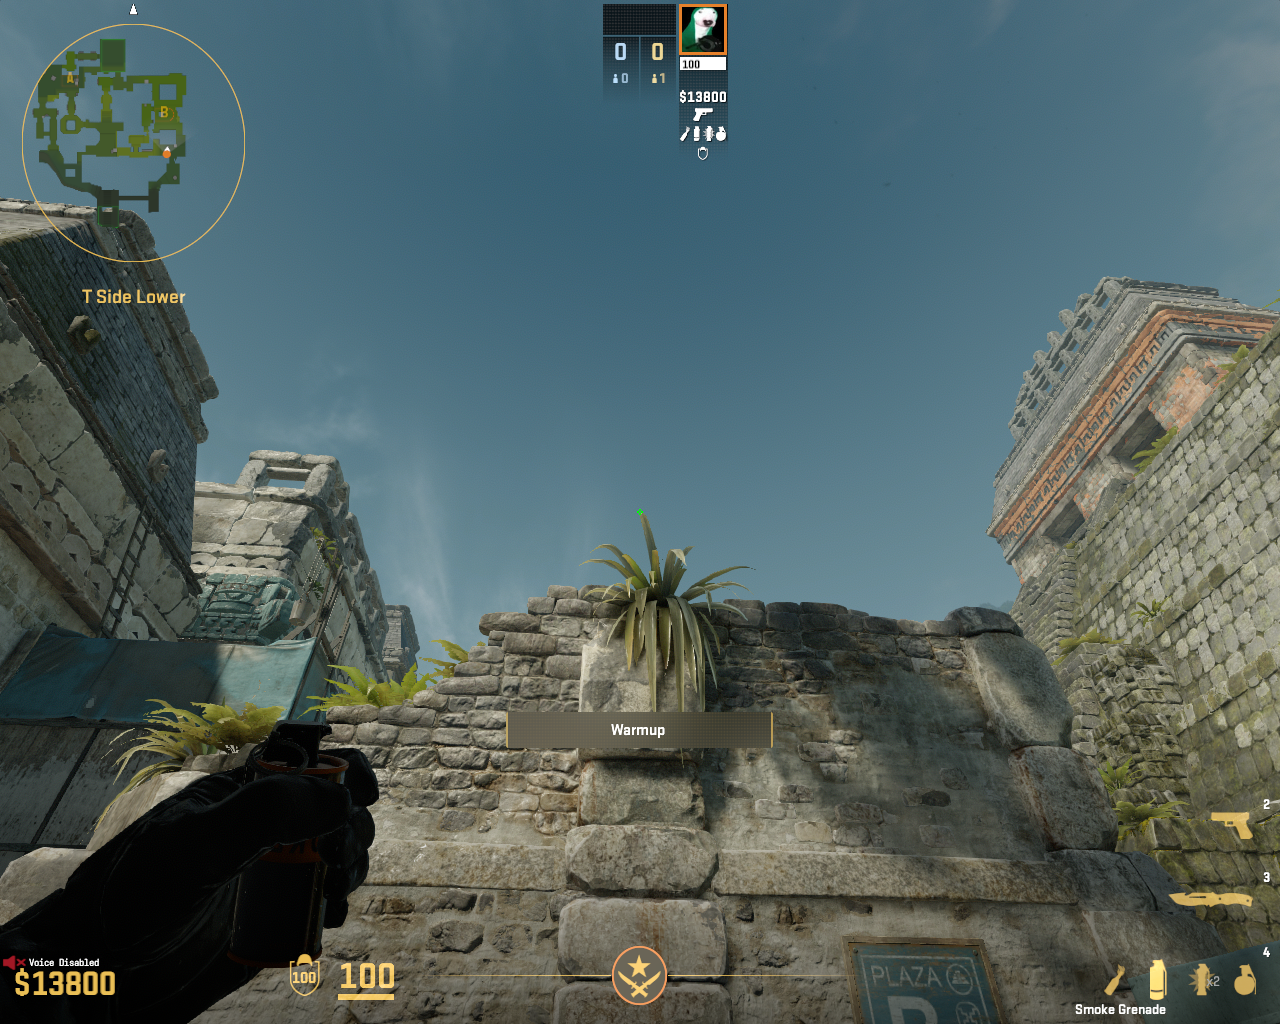 A
B
T Side Lower
0 0
0 1
100
$13800
Warmup
2
3
4
x2
Smoke Grenade
Voice Disabled
$13800
100
100
PLAZA